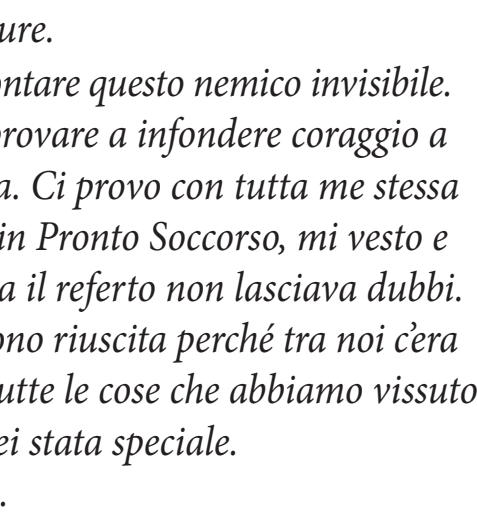 ure.
ontare questo nemico invisibile.
provare a infondere coraggio a
a. Ci provo con tutta me stessa
in Pronto Soccorso, mi vesto e
a il referto non lasciava dubbi.
ono riuscita perché tra noi c’era
utte le cose che abbiamo vissuto
ei stata speciale.
.